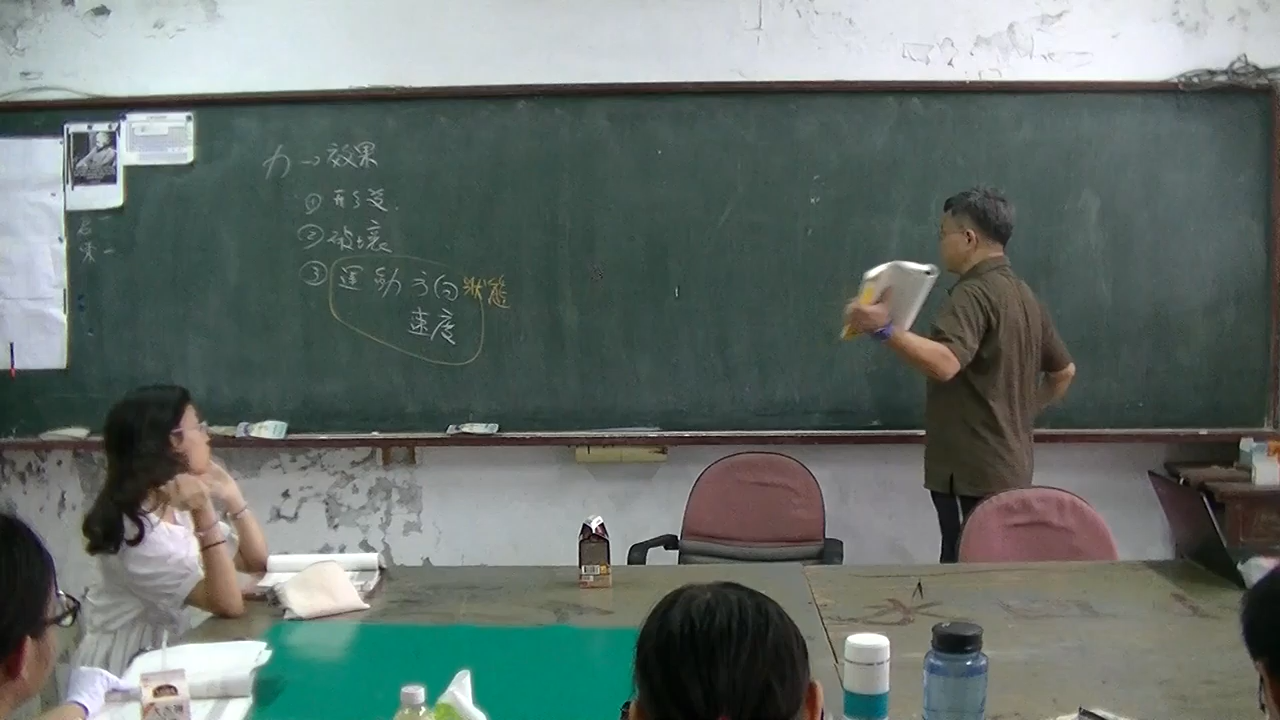 力→效果
① 形變
② 破壞
③ 運動方向狀態
速度